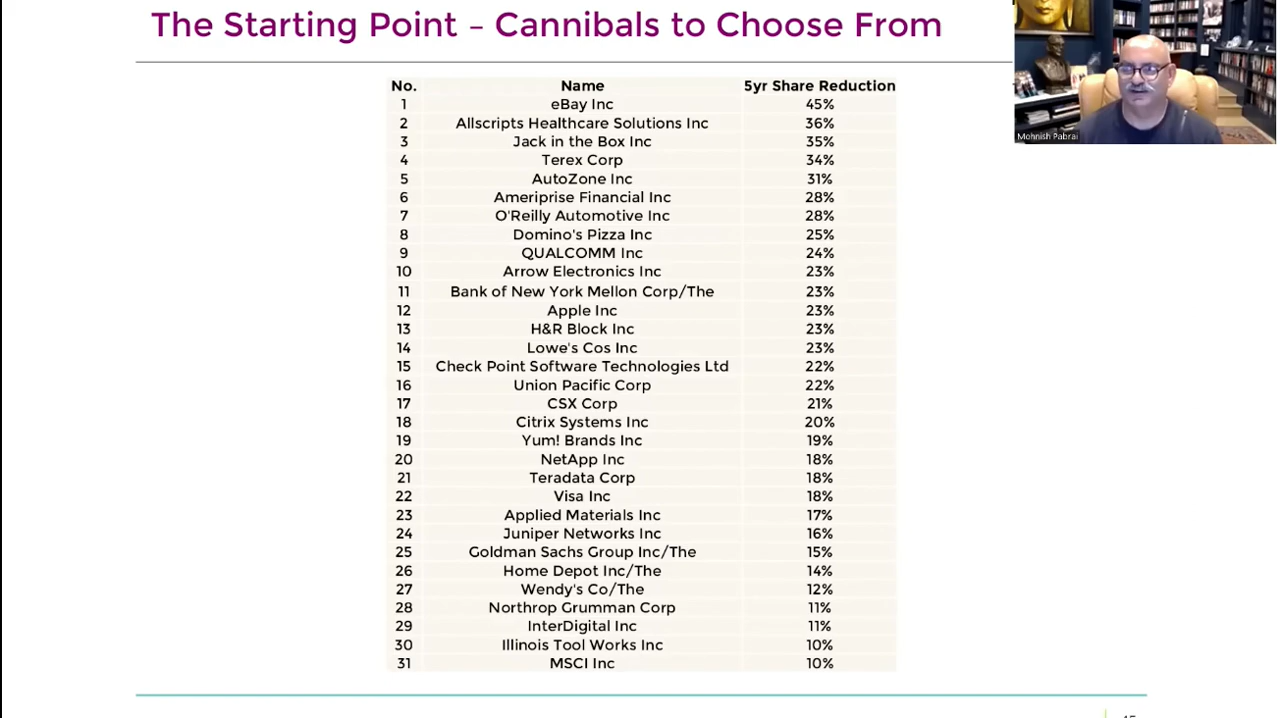 The Starting Point – Cannibals to Choose From
Mohnish Pabrai
No. Name 5yr Share Reduction
1 eBay Inc 45%
2 Allscripts Healthcare Solutions Inc 36%
3 Jack in the Box Inc 35%
4 Terex Corp 34%
5 AutoZone Inc 31%
6 Ameriprise Financial Inc 28%
7 O'Reilly Automotive Inc 28%
8 Domino's Pizza Inc 25%
9 QUALCOMM Inc 24%
10 Arrow Electronics Inc 23%
11 Bank of New York Mellon Corp/The 23%
12 Apple Inc 23%
13 H&R Block Inc 23%
14 Lowe's Cos Inc 23%
15 Check Point Software Technologies Ltd 22%
16 Union Pacific Corp 22%
17 CSX Corp 21%
18 Citrix Systems Inc 20%
19 Yum! Brands Inc 19%
20 NetApp Inc 18%
21 Teradata Corp 18%
22 Visa Inc 18%
23 Applied Materials Inc 17%
24 Juniper Networks Inc 16%
25 Goldman Sachs Group Inc/The 15%
26 Home Depot Inc/The 14%
27 Wendy's Co/The 12%
28 Northrop Grumman Corp 11%
29 InterDigital Inc 11%
30 Illinois Tool Works Inc 10%
31 MSCI Inc 10%